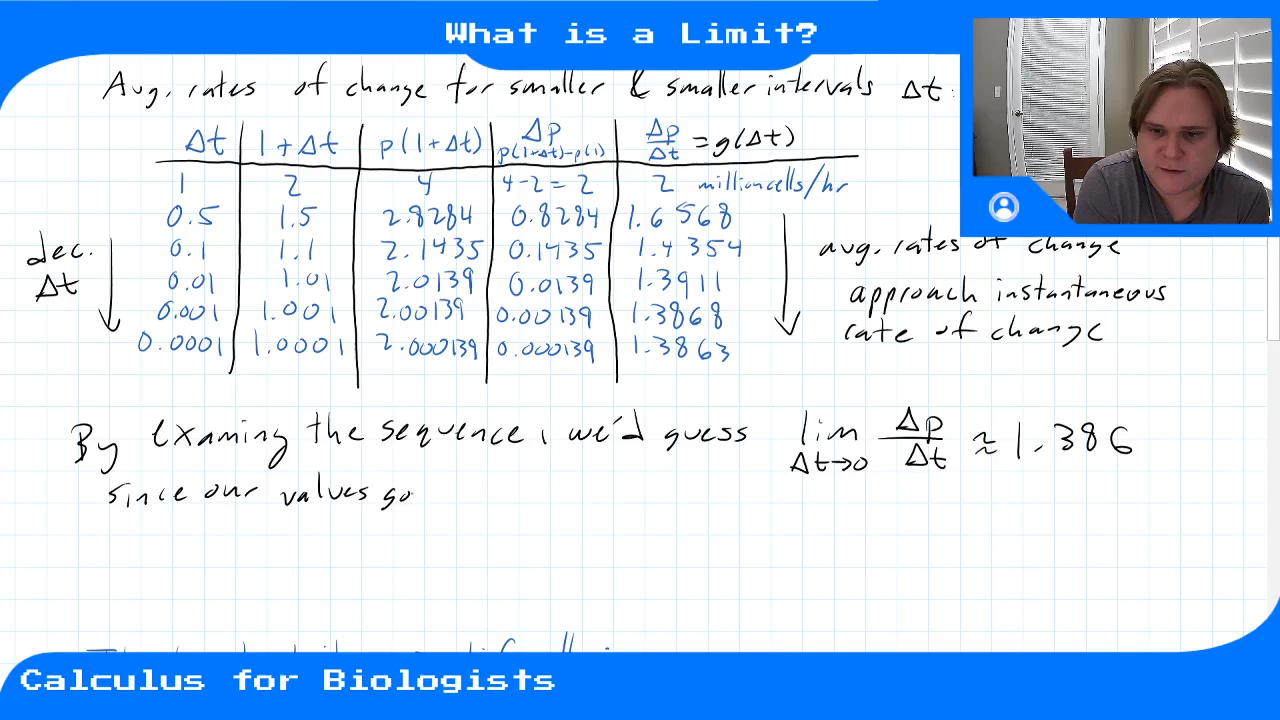 What is a Limit?
Avg. rates of change for smaller & smaller intervals Δt:
Δt 1+Δt p(1+Δt) Δp p(1+Δt)-p(1) Δp/Δt = g(Δt)
1 2 4 4-2=2 2 million cells/hr
0.5 1.5 2.8284 0.8284 1.6568
0.1 1.1 2.1435 0.1435 1.4354
0.01 1.01 2.0139 0.0139 1.3911
0.001 1.001 2.00139 0.00139 1.3868
0.0001 1.0001 2.000139 0.000139 1.3863
dec.
Δt
avg. rates of change
approach instantaneous
rate of change
By examing the sequence, we'd guess lim Δt→0 Δp/Δt ≈ 1.386
since our values go
Calculus for Biologists